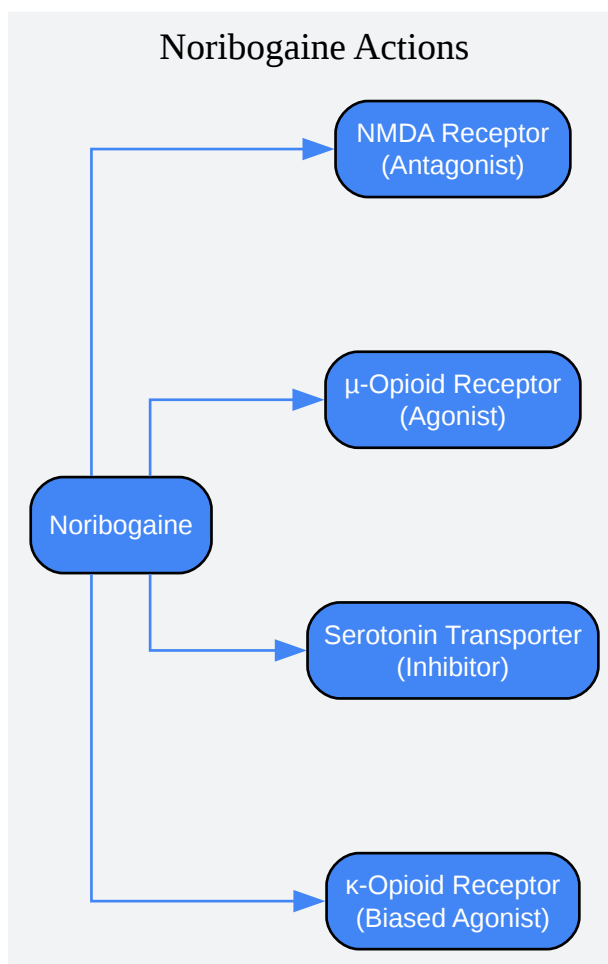 Noribogaine Actions
NMDA Receptor
(Antagonist)
µ-Opioid Receptor
(Agonist)
Noribogaine
Serotonin Transporter
(Inhibitor)
κ-Opioid Receptor
(Biased Agonist)